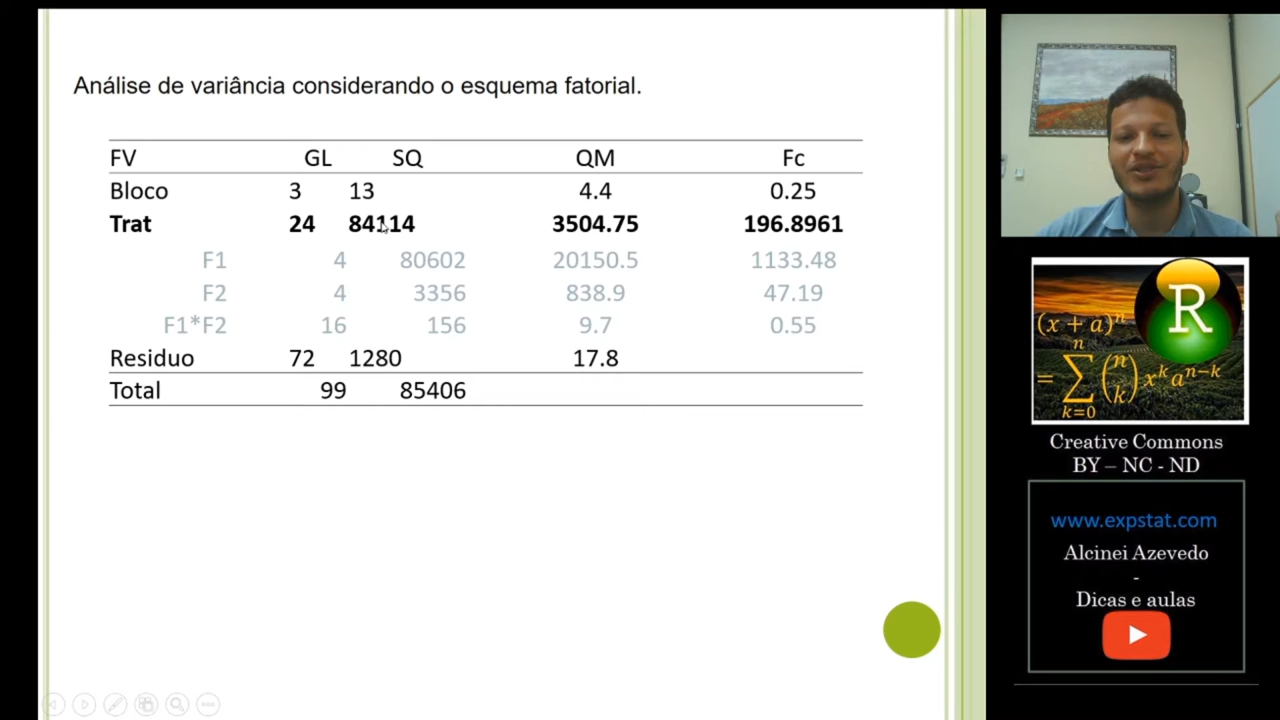 Análise de variância considerando o esquema fatorial.
FV GL SQ QM Fc
Bloco 3 13 4.4 0.25
Trat 24 84114 3504.75 196.8961
F1 4 80602 20150.5 1133.48
F2 4 3356 838.9 47.19
F1*F2 16 156 9.7 0.55
Residuo 72 1280 17.8
Total 99 85406
R
(x + a)^n
= ∑ n k=0 (n k) x^k a^n-k
Creative Commons
BY – NC - ND
www.expstat.com
Alcinei Azevedo
-
Dicas e aulas